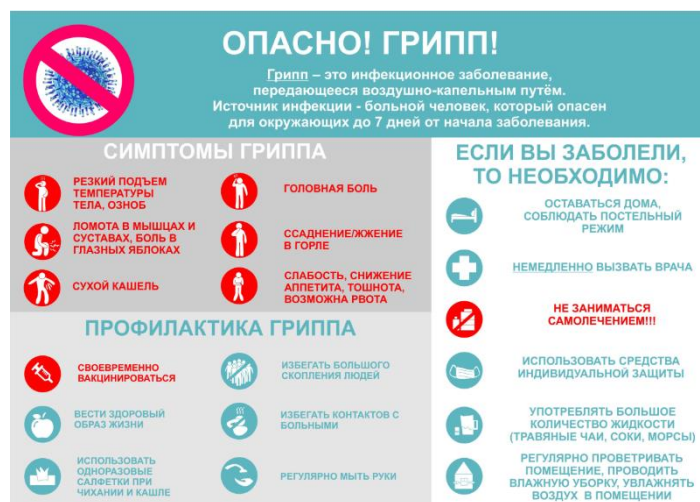 ОПАСНО! ГРИПП!
Грипп – это инфекционное заболевание,
передающееся воздушно-капельным путём.
Источник инфекции - больной человек, который опасен
для окружающих до 7 дней от начала заболевания.
СИМПТОМЫ ГРИППА
РЕЗКИЙ ПОДЪЕМ
ТЕМПЕРАТУРЫ
ТЕЛА, ОЗНОБ
ГОЛОВНАЯ БОЛЬ
ЛОМОТА В МЫШЦАХ И
СУСТАВАХ, БОЛЬ В
ГЛАЗНЫХ ЯБЛОКАХ
ССАДНЕНИЕ/ЖЖЕНИЕ
В ГОРЛЕ
СУХОЙ КАШЕЛЬ
СЛАБОСТЬ, СНИЖЕНИЕ
АППЕТИТА, ТОШНОТА,
ВОЗМОЖНА РВОТА
ПРОФИЛАКТИКА ГРИППА
СВОЕВРЕМЕННО
ВАКЦИНИРОВАТЬСЯ
ИЗБЕГАТЬ БОЛЬШОГО
СКОПЛЕНИЯ ЛЮДЕЙ
ВЕСТИ ЗДОРОВЫЙ
ОБРАЗ ЖИЗНИ
ИЗБЕГАТЬ КОНТАКТОВ С
БОЛЬНЫМИ
ИСПОЛЬЗОВАТЬ
ОДНОРАЗОВЫЕ
САЛФЕТКИ ПРИ
ЧИХАНИИ И КАШЛЕ
РЕГУЛЯРНО МЫТЬ РУКИ
ЕСЛИ ВЫ ЗАБОЛЕЛИ,
ТО НЕОБХОДИМО:
ОСТАВАТЬСЯ ДОМА,
СОБЛЮДАТЬ ПОСТЕЛЬНЫЙ
РЕЖИМ
НЕМЕДЛЕННО ВЫЗВАТЬ ВРАЧА
НЕ ЗАНИМАТЬСЯ
САМОЛЕЧЕНИЕМ!!!
ИСПОЛЬЗОВАТЬ СРЕДСТВА
ИНДИВИДУАЛЬНОЙ ЗАЩИТЫ
УПОТРЕБЛЯТЬ БОЛЬШОЕ
КОЛИЧЕСТВО ЖИДКОСТИ
(ТРАВЯНЫЕ ЧАИ, СОКИ, МОРСЫ)
РЕГУЛЯРНО ПРОВЕТРИВАТЬ
ПОМЕЩЕНИЕ, ПРОВОДИТЬ
ВЛАЖНУЮ УБОРКУ, УВЛАЖНЯТЬ
ВОЗДУХ В ПОМЕЩЕНИИ